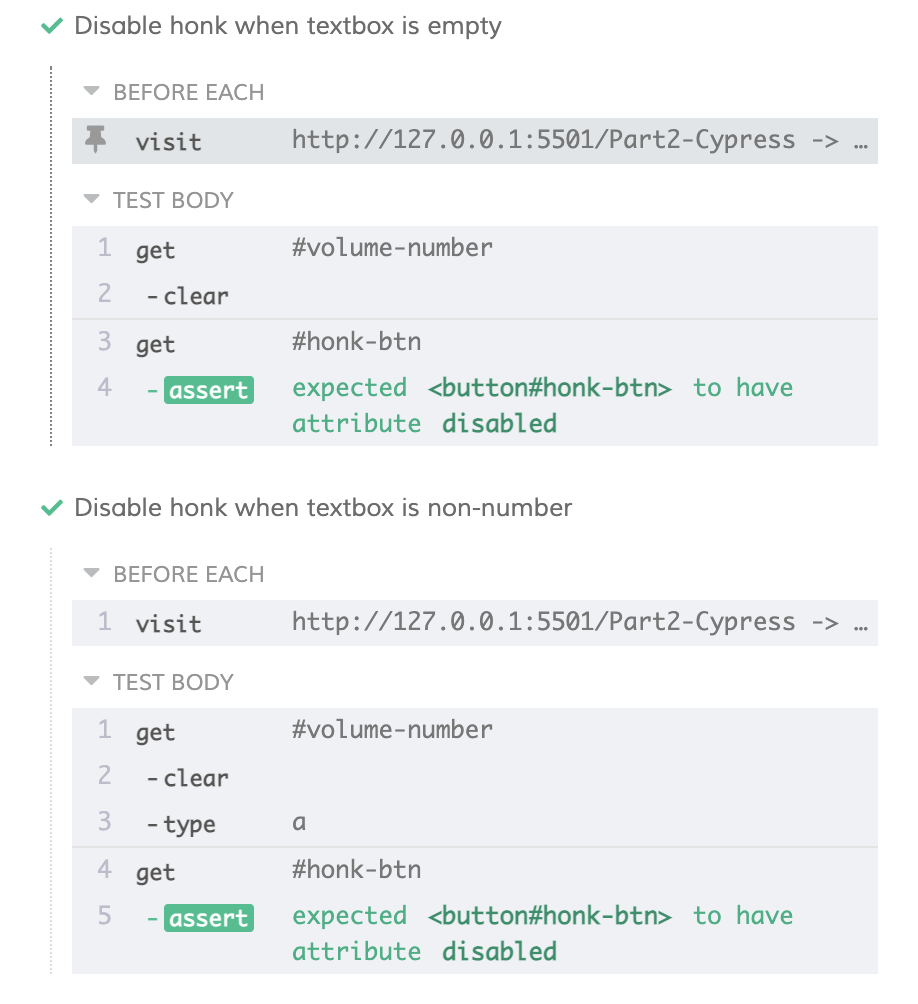 Disable honk when textbox is empty
BEFORE EACH
visit http://127.0.0.1:5501/Part2-Cypress -> …
TEST BODY
1 get #volume-number
2 -clear
3 get #honk-btn
4 -assert expected <button#honk-btn> to have
attribute disabled
Disable honk when textbox is non-number
BEFORE EACH
1 visit http://127.0.0.1:5501/Part2-Cypress -> …
TEST BODY
1 get #volume-number
2 -clear
3 -type a
4 get #honk-btn
5 -assert expected <button#honk-btn> to have
attribute disabled